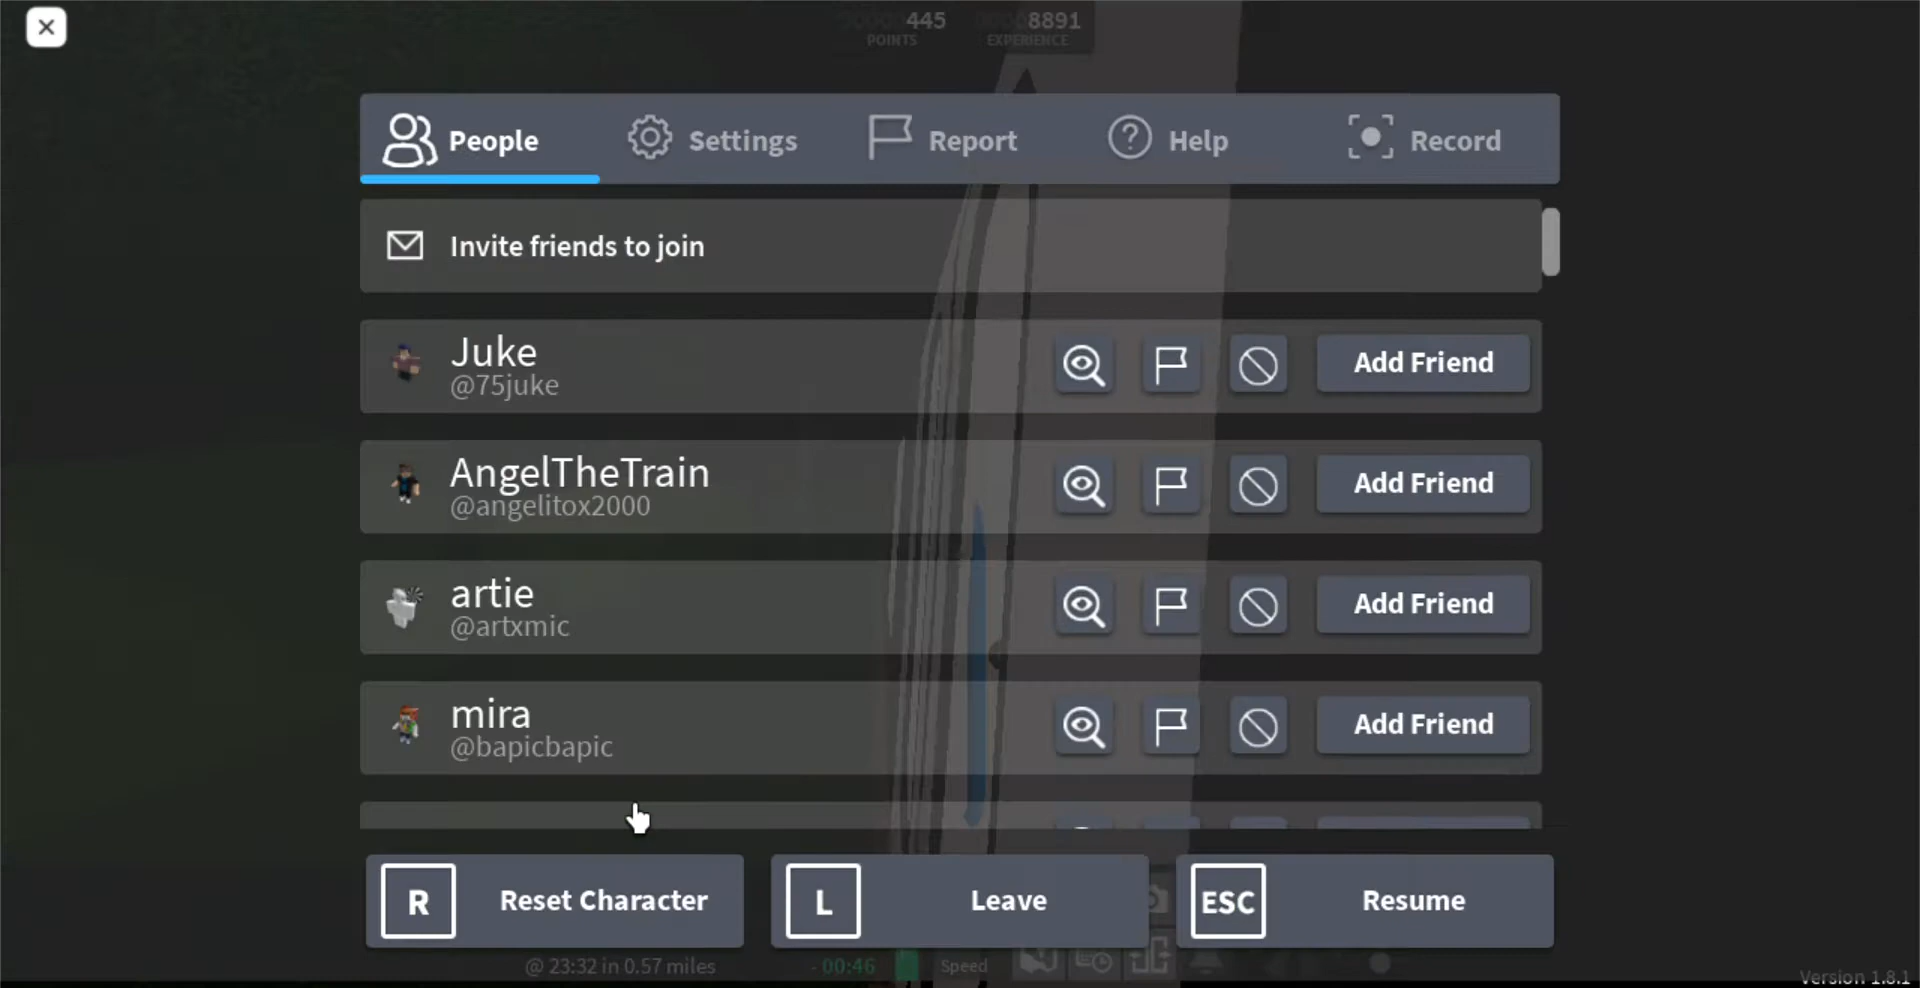 445 8891
POINTS EXPERIENCE
People Settings Report Help Record
Invite friends to join
Juke
@75juke
Add Friend
AngelTheTrain
@angelitox2000
Add Friend
artie
@artxmic
Add Friend
mira
@bapicbapic
Add Friend
R Reset Character L Leave ESC Resume
@ 23:32 in 0.57 miles - 00:46 Speed
Version 1.8.1